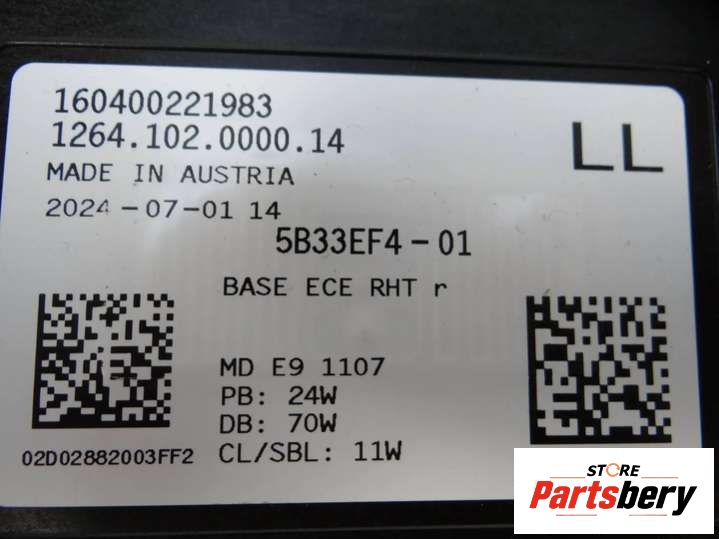 160400221983
1264.102.0000.14
LL
MADE IN AUSTRIA
2024-07-01 14
5B33EF4-01
BASE ECE RHT r
MD E9 1107
PB: 24W
DB: 70W
CL/SBL: 11W
02D02882003FF2
STORE
Partsbery